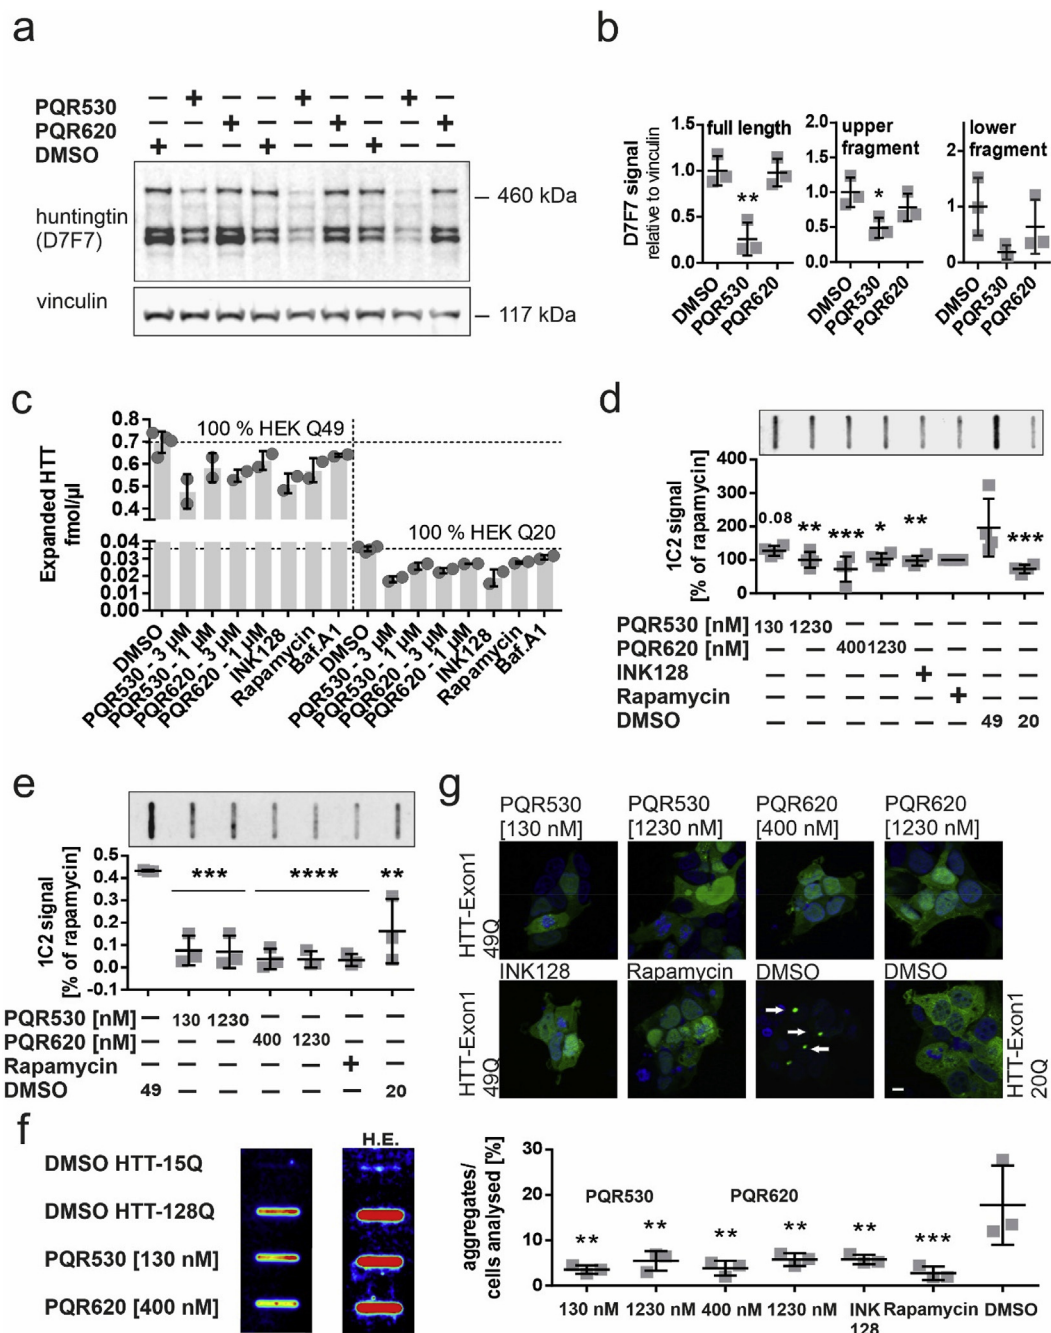 a
PQR530 – + – – + – – + –
PQR620 – – + – – + – – +
DMSO + – – + – – + – –
huntingtin
(D7F7)
– 460 kDa
vinculin
– 117 kDa
b
D7F7 signal
relative to vinculin
1.5
1.0
0.5
0.0
full length
**
DMSO
PQR530
PQR620
2.0
1.5
1.0
0.5
0.0
upper
fragment
*
DMSO
PQR530
PQR620
2
1
0
lower
fragment
DMSO
PQR530
PQR620
c
Expanded HTT
fmol/µl
0.8
0.7
0.6
0.5
0.4
0.04
0.03
0.02
0.01
0.00
100 % HEK Q49
100 % HEK Q20
DMSO
PQR530 - 3 µM
PQR530 - 1 µM
PQR620 - 3 µM
PQR620 - 1 µM
INK128
Rapamycin
Baf.A1
DMSO
PQR530 - 3 µM
PQR530 - 1 µM
PQR620 - 3 µM
PQR620 - 1 µM
INK128
Rapamycin
Baf.A1
d
1C2 signal
[% of rapamycin]
400
300
200
100
0
0.08 ** *** * ** ***
PQR530 [nM] 130 1230 – – – – – –
PQR620 [nM] – – 400 1230 – – – –
INK128 – – – – + – – –
Rapamycin – – – – – + – –
DMSO – – – – – – 49 20
e
1C2 signal
[% of rapamycin]
0.5
0.4
0.3
0.2
0.1
0.0
-0.1
*** **** **
PQR530 [nM] – 130 1230 – – – –
PQR620 [nM] – – – 400 1230 – –
Rapamycin – – – – – + –
DMSO 49 – – – – – 20
f
H.E.
DMSO HTT-15Q
DMSO HTT-128Q
PQR530 [130 nM]
PQR620 [400 nM]
g
PQR530
[130 nM]
PQR530
[1230 nM]
PQR620
[400 nM]
PQR620
[1230 nM]
HTT-Exon1
49Q
INK128
Rapamycin
DMSO
DMSO
HTT-Exon1
49Q
HTT-Exon1
20Q
aggregates/
cells analysed [%]
30
20
10
0
PQR530
PQR620
** ** ** ** ** ***
130 nM 1230 nM 400 nM 1230 nM INK Rapamycin DMSO
128